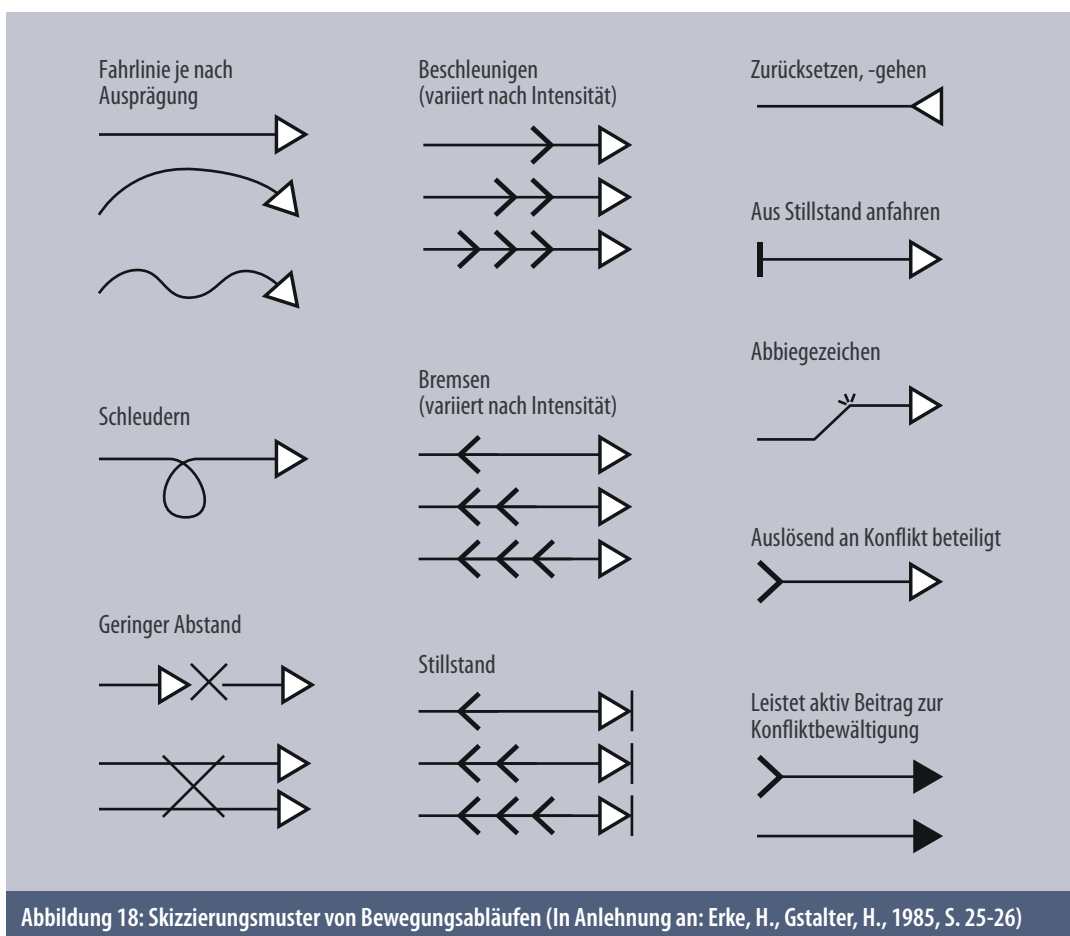 Fahrlinie je nach
Ausprägung
Schleudern
Geringer Abstand
Beschleunigen
(variiert nach Intensität)
Bremsen
(variiert nach Intensität)
Stillstand
Zurücksetzen, -gehen
Aus Stillstand anfahren
Abbiegezeichen
Auslösend an Konflikt beteiligt
Leistet aktiv Beitrag zur
Konfliktbewältigung
Abbildung 18: Skizzierungsmuster von Bewegungsabläufen (In Anlehnung an: Erke, H., Gstalter, H., 1985, S. 25-26)